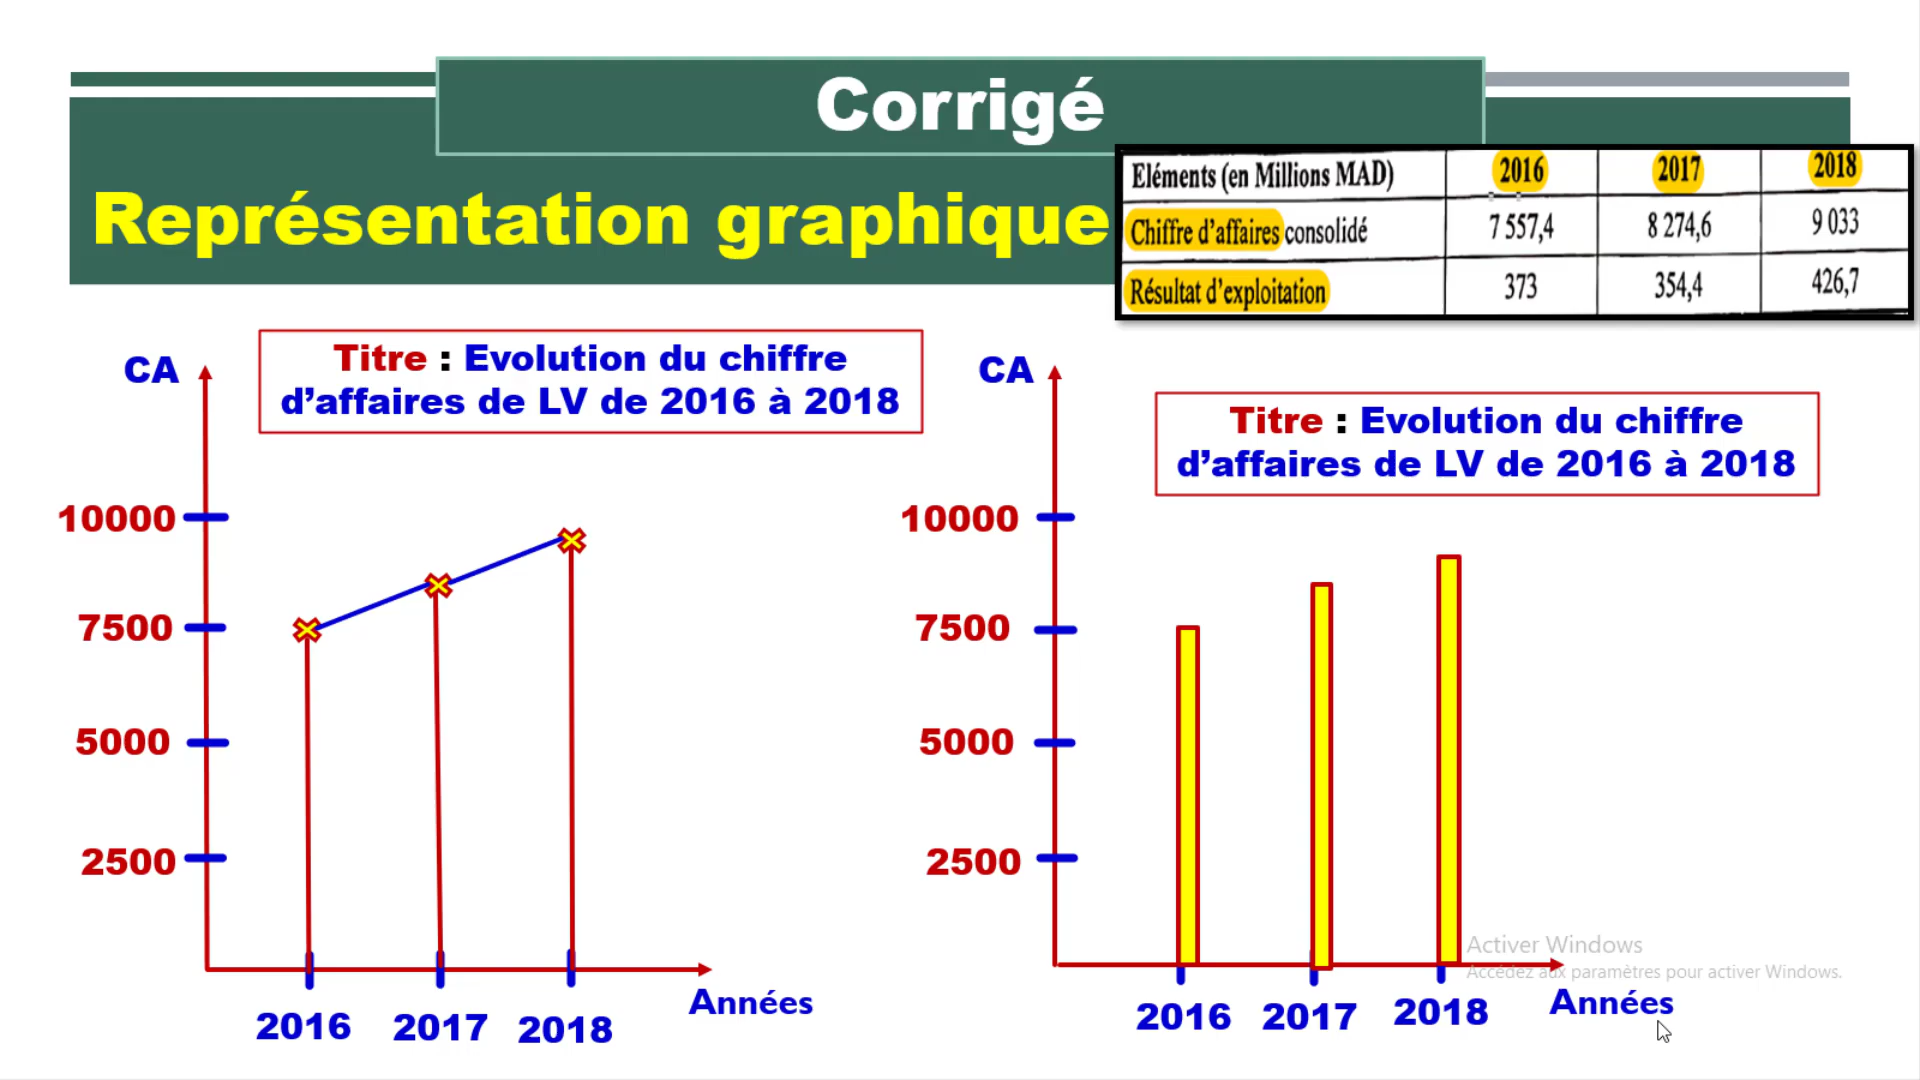 Corrigé
Représentation graphique
Eléments (en Millions MAD) 2016 2017 2018
Chiffre d'affaires consolidé 7 557,4 8 274,6 9 033
Résultat d'exploitation 373 354,4 426,7
CA
Titre : Evolution du chiffre
d'affaires de LV de 2016 à 2018
10000
7500
5000
2500
2016 2017 2018
Années
CA
Titre : Evolution du chiffre
d'affaires de LV de 2016 à 2018
10000
7500
5000
2500
2016 2017 2018
Années
Activer Windows
Accédez aux paramètres pour activer Windows.